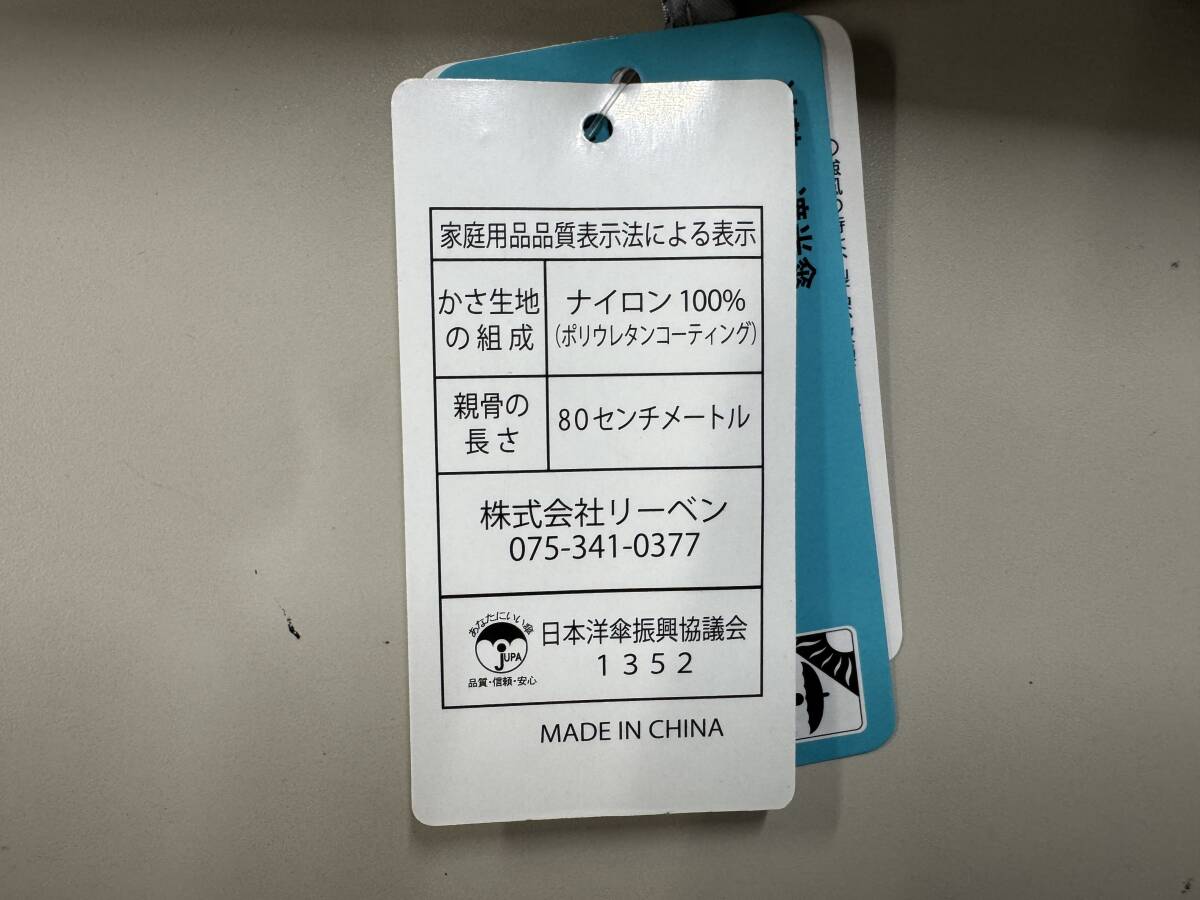 家庭用品品質表示法による表示
かさ生地
の組成
ナイロン 100%
(ポリウレタンコーティング)
親骨の
長さ
80センチメートル
株式会社リーベン
075-341-0377
あなたにいい傘
JUPA
品質・信頼・安心
日本洋傘振興協議会
1352
MADE IN CHINA